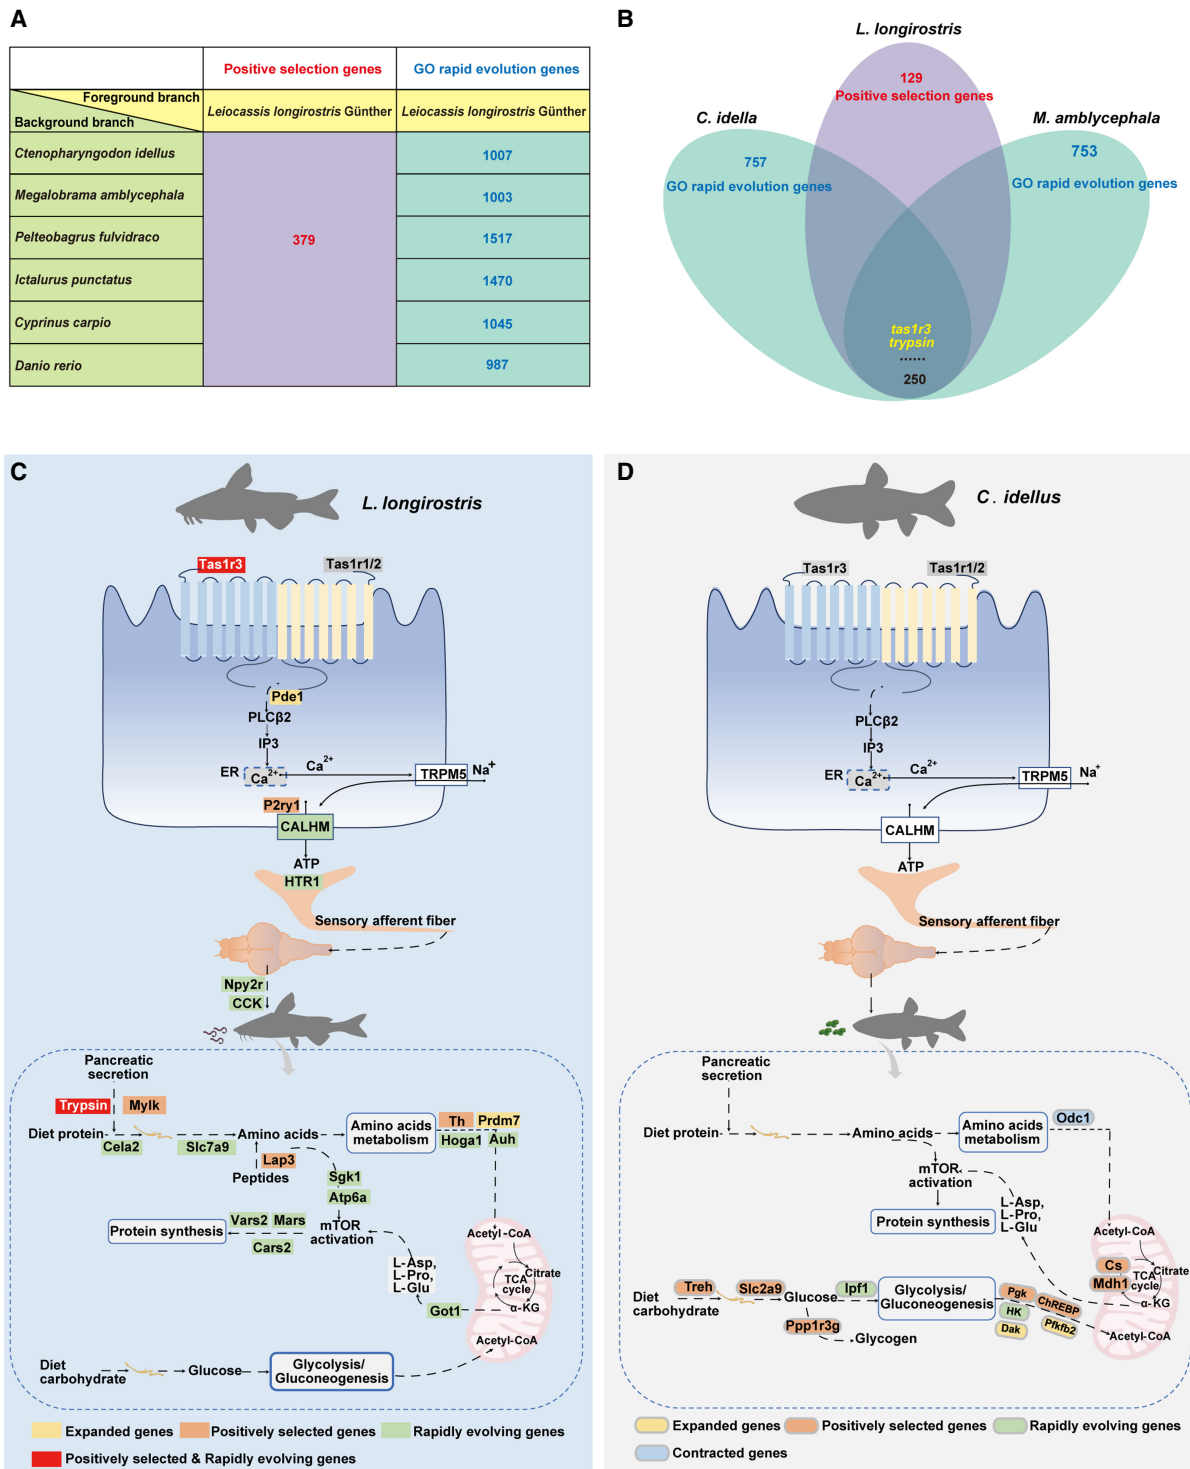 A
Positive selection genes
GO rapid evolution genes
Foreground branch
Background branch
Leiocassis longirostris Günther
Leiocassis longirostris Günther
Ctenopharyngodon idellus
1007
Megalobrama amblycephala
1003
Pelteobagrus fulvidraco
379
1517
Ictalurus punctatus
1470
Cyprinus carpio
1045
Danio rerio
987
B
L. longirostris
129
Positive selection genes
C. idella
M. amblycephala
757
GO rapid evolution genes
753
GO rapid evolution genes
tas1r3
trypsin
......
250
C
L. longirostris
Tas1r3
Tas1r1/2
Pde1
PLCβ2
IP3
ER
Ca2+
Ca2+
TRPM5
Na+
P2ry1
CALHM
ATP
HTR1
Sensory afferent fiber
Npy2r
CCK
Pancreatic
secretion
Trypsin
Mylk
Diet protein
Cela2
Slc7a9
Amino acids
Amino acids
metabolism
Th
Prdm7
Hoga1
Auh
Lap3
Peptides
Sgk1
Atp6a
mTOR
activation
Vars2
Mars
Cars2
Protein synthesis
L-Asp,
L-Pro,
L-Glu
Got1
Acetyl-CoA
Citrate
TCA
cycle
α-KG
Acetyl-CoA
Diet
carbohydrate
Glucose
Glycolysis/
Gluconeogenesis
Expanded genes
Positively selected genes
Rapidly evolving genes
Positively selected & Rapidly evolving genes
D
C. idellus
Tas1r3
Tas1r1/2
PLCβ2
IP3
ER
Ca2+
Ca2+
TRPM5
Na+
CALHM
ATP
Sensory afferent fiber
Pancreatic
secretion
Diet protein
Amino acids
Amino acids
metabolism
Odc1
mTOR
activation
Protein synthesis
L-Asp,
L-Pro,
L-Glu
Acetyl-CoA
Cs
Mdh1
Citrate
TCA
cycle
α-KG
Acetyl-CoA
Diet
carbohydrate
Treh
Slc2a9
Glucose
Ipf1
Ppp1r3g
Glycogen
Glycolysis/
Gluconeogenesis
Pgk
ChREBP
HK
Pfkfb2
Dak
Expanded genes
Positively selected genes
Rapidly evolving genes
Contracted genes